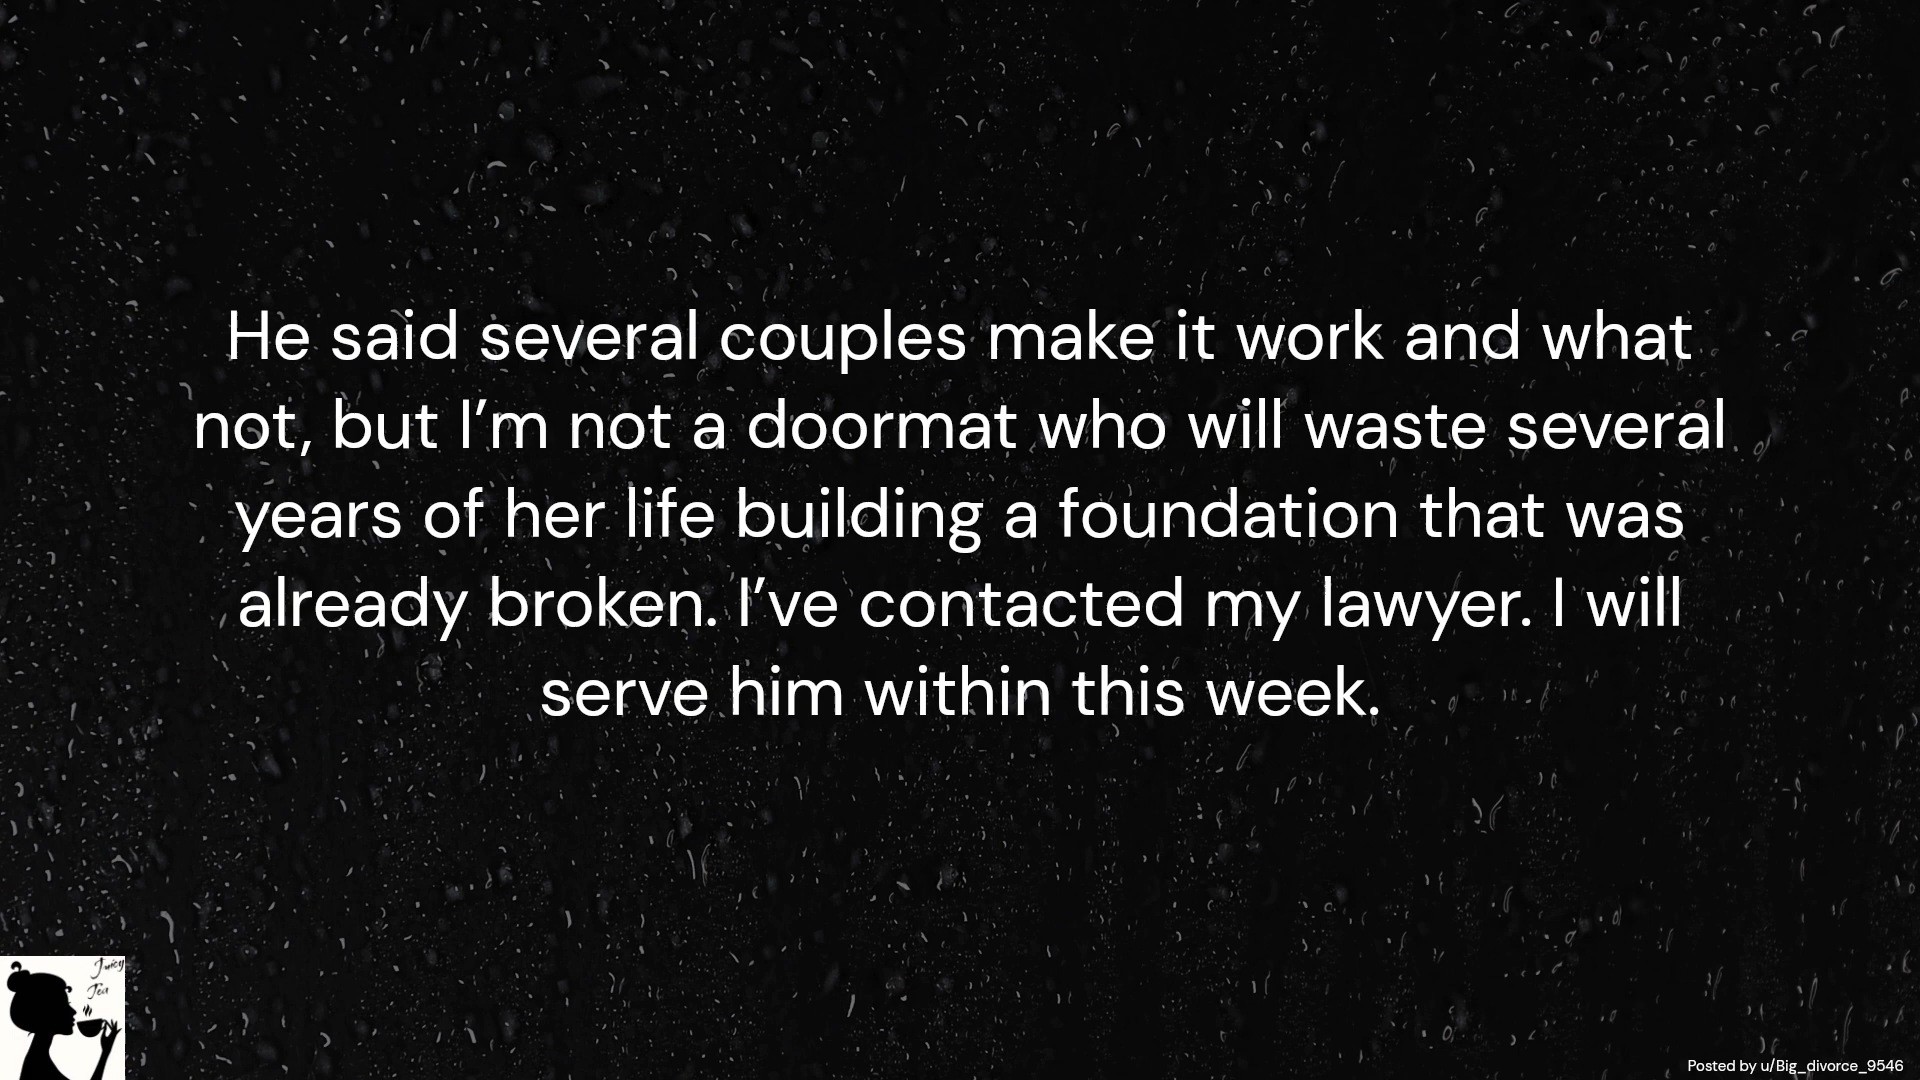 He said several couples make it work and what
not, but I’m not a doormat who will waste several
years of her life building a foundation that was
already broken. I’ve contacted my lawyer. I will
serve him within this week.
Juicy
Tea
Posted by u/Big_divorce_9546